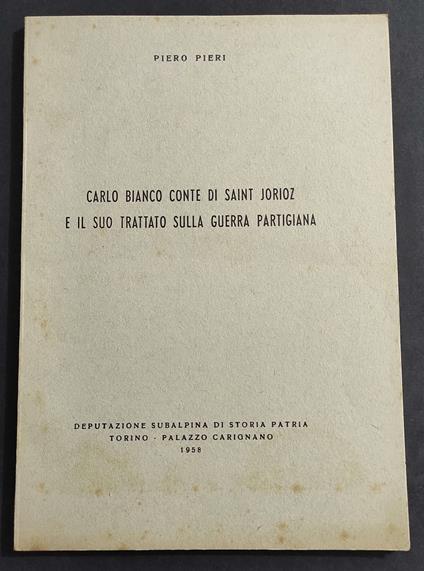 PIERO PIERI
CARLO BIANCO CONTE DI SAINT JORIOZ
E IL SUO TRATTATO SULLA GUERRA PARTIGIANA
DEPUTAZIONE SUBALPINA DI STORIA PATRIA
TORINO - PALAZZO CARIGNANO
1958